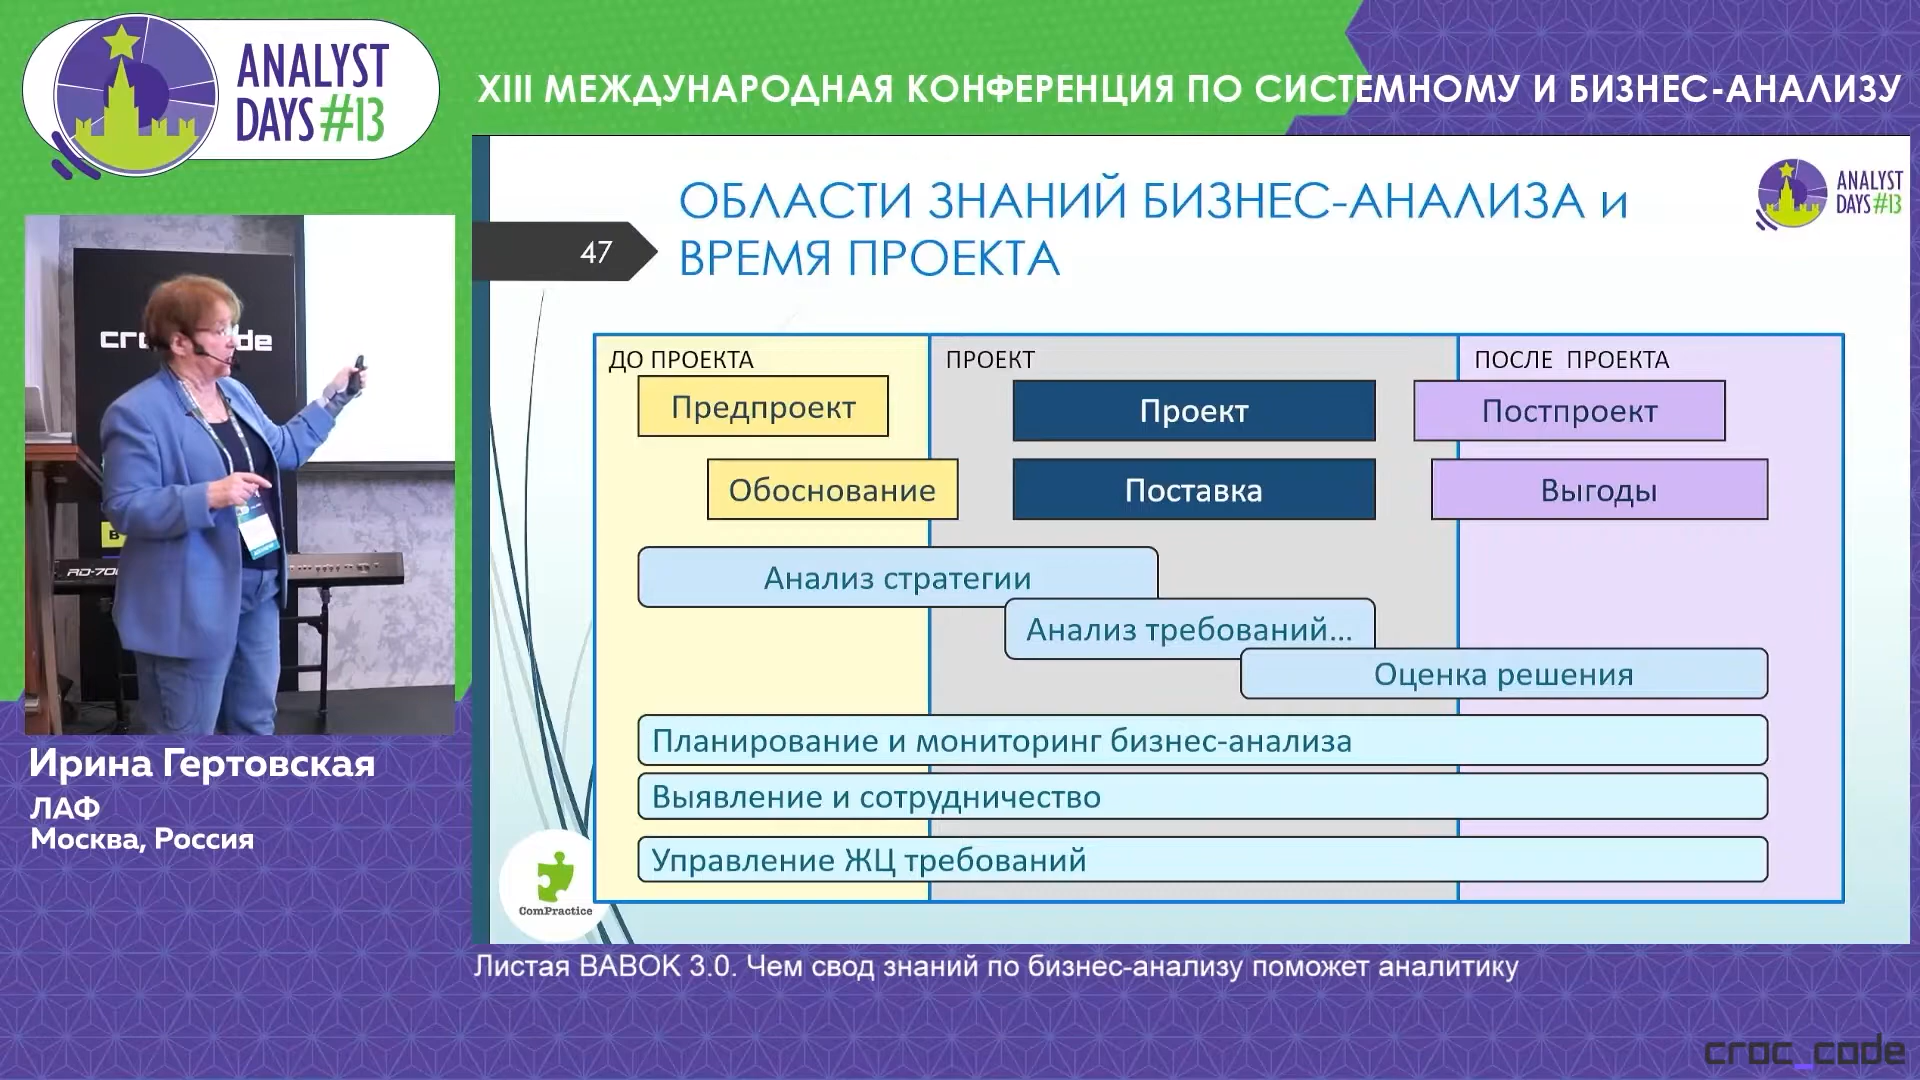 ANALYST
DAYS #13
XIII МЕЖДУНАРОДНАЯ КОНФЕРЕНЦИЯ ПО СИСТЕМНОМУ И БИЗНЕС-АНАЛИЗУ
47
ОБЛАСТИ ЗНАНИЙ БИЗНЕС-АНАЛИЗА и
ВРЕМЯ ПРОЕКТА
ANALYST
DAYS #13
ДО ПРОЕКТА
ПРОЕКТ
ПОСЛЕ ПРОЕКТА
Предпроект
Проект
Постпроект
Обоснование
Поставка
Выгоды
Анализ стратегии
Анализ требований...
Оценка решения
Планирование и мониторинг бизнес-анализа
Выявление и сотрудничество
Управление ЖЦ требований
ComPractice
Ирина Гертовская
ЛАФ
Москва, Россия
Листая BABOK 3.0. Чем свод знаний по бизнес-анализу поможет аналитику
croc_code